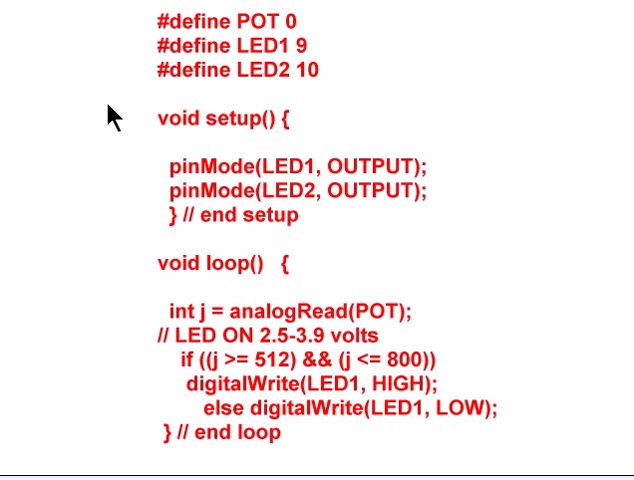 #define POT 0
#define LED1 9
#define LED2 10
void setup() {
pinMode(LED1, OUTPUT);
pinMode(LED2, OUTPUT);
} // end setup
void loop() {
int j = analogRead(POT);
// LED ON 2.5-3.9 volts
if ((j >= 512) && (j <= 800))
digitalWrite(LED1, HIGH);
else digitalWrite(LED1, LOW);
} // end loop